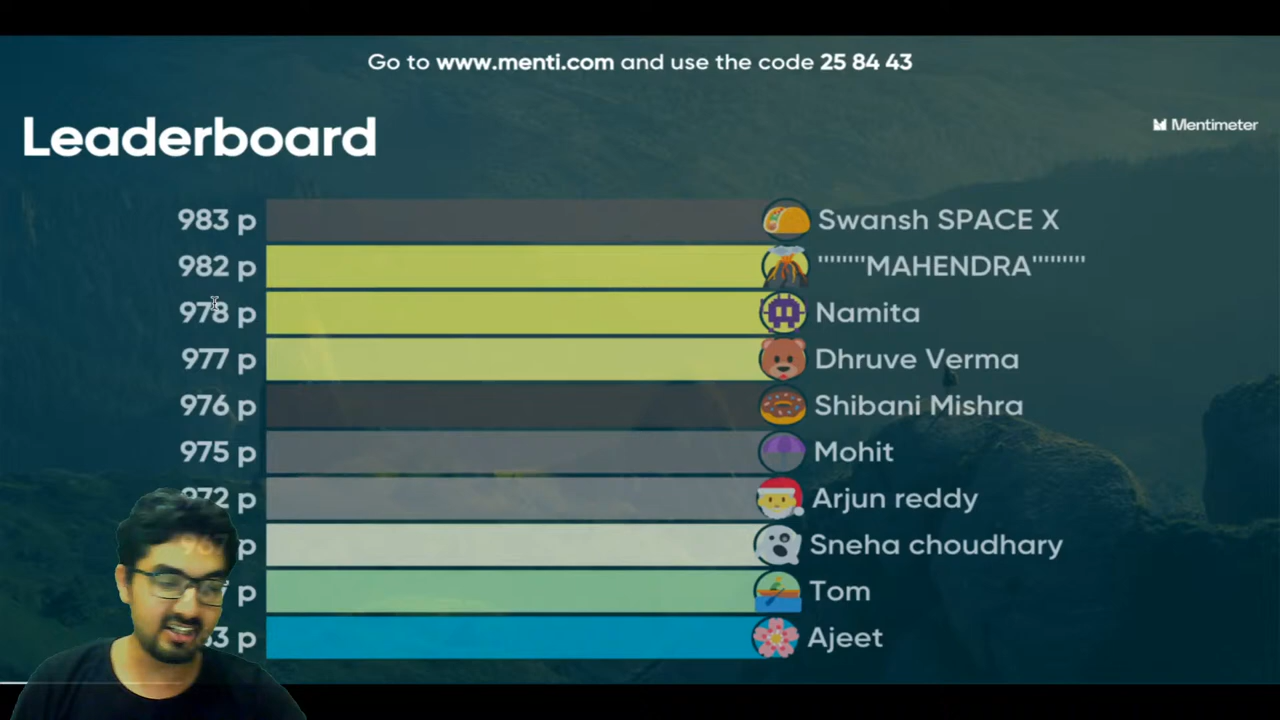 Go to www.menti.com and use the code 25 84 43
Leaderboard
Mentimeter
983 p Swansh SPACE X
982 p """"MAHENDRA""""'
978 p Namita
977 p Dhruve Verma
976 p Shibani Mishra
975 p Mohit
972 p Arjun reddy
p Sneha choudhary
p Tom
p Ajeet